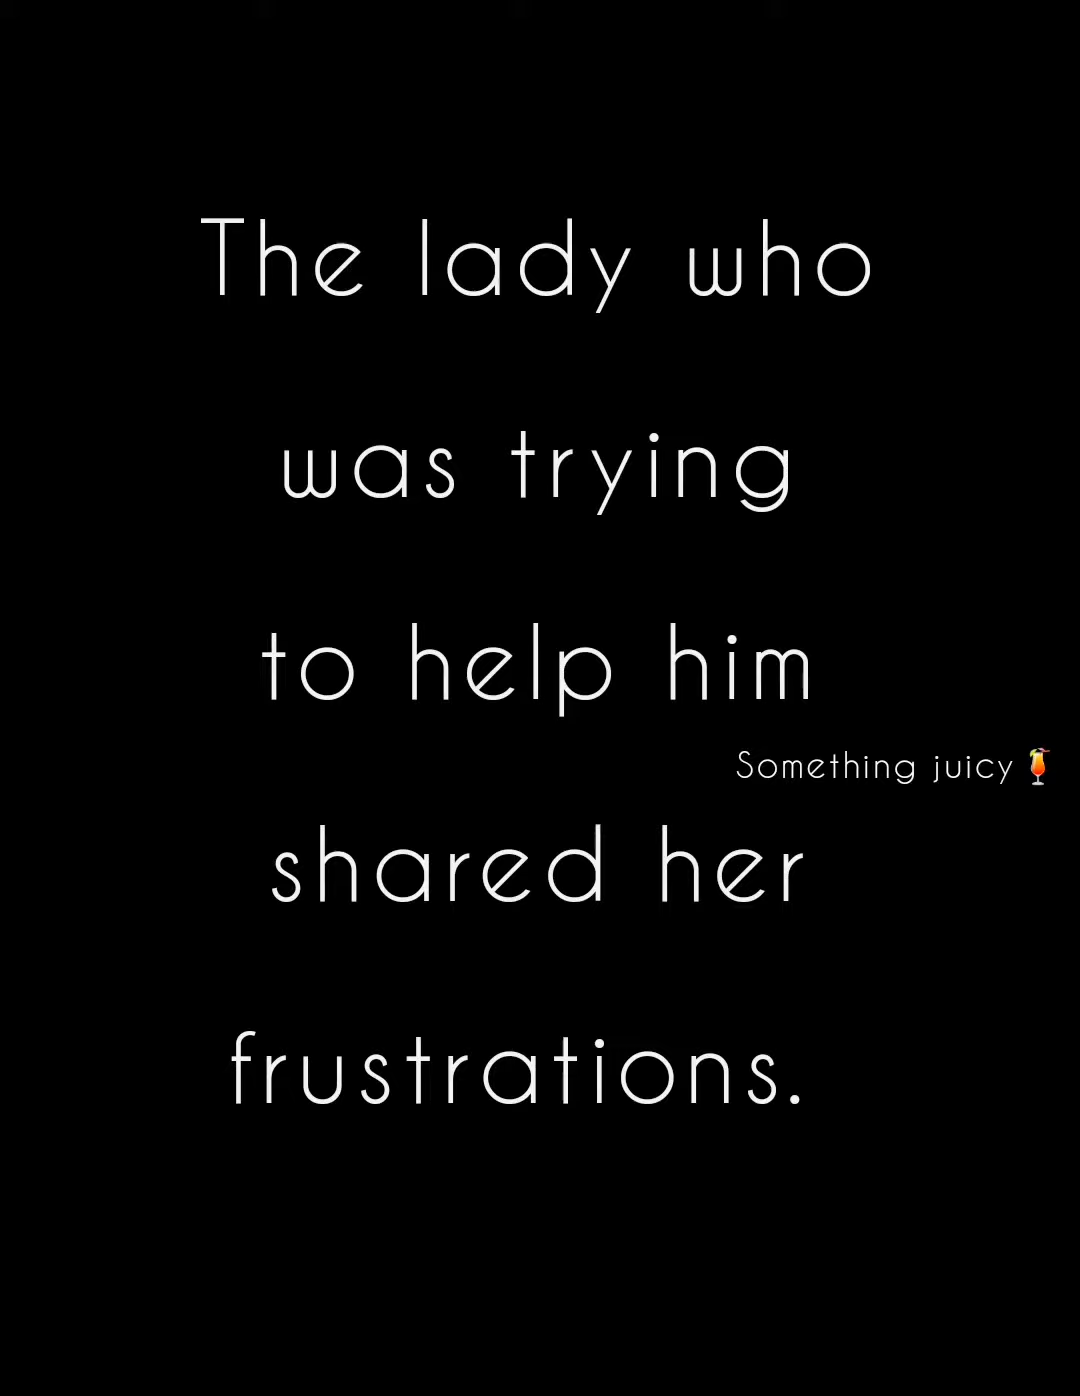 The lady who
was trying
to help him
Something juicy🍹
shared her
frustrations.